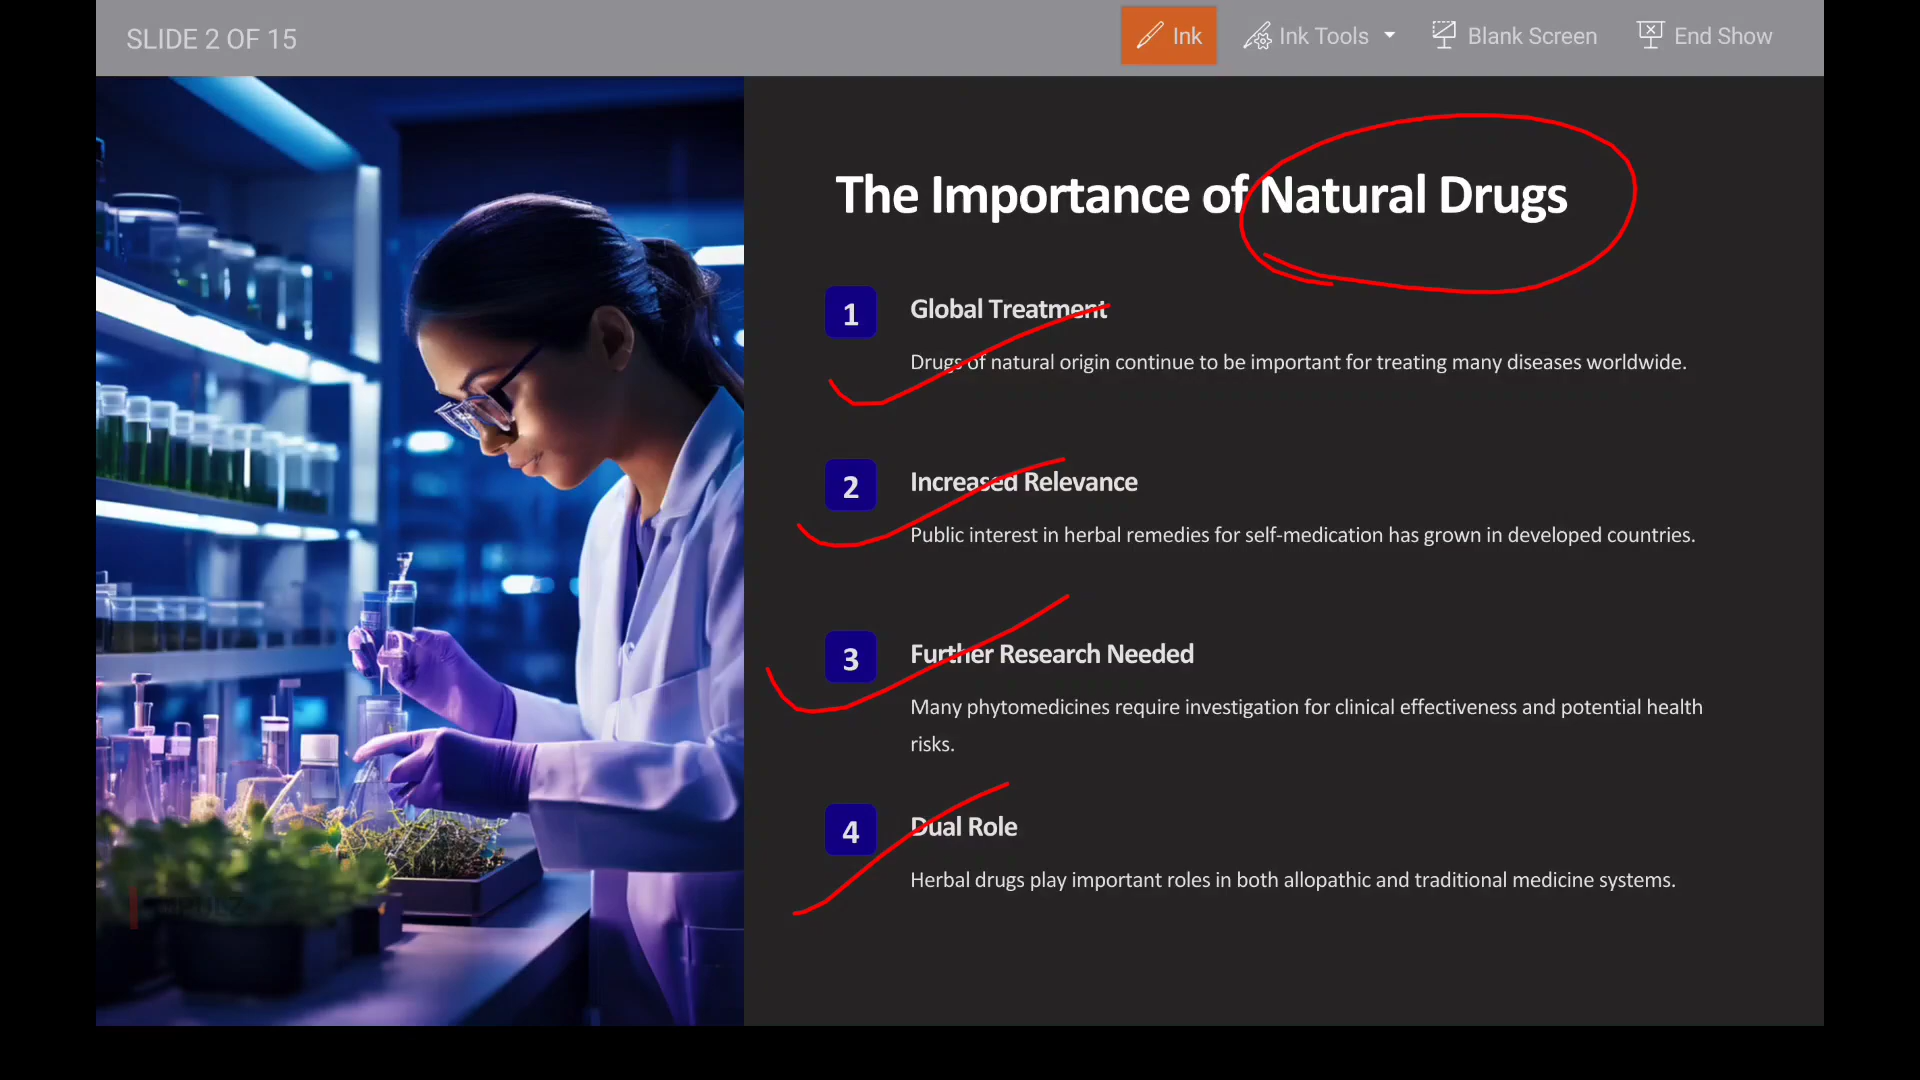 SLIDE 2 OF 15
Ink
Ink Tools
Blank Screen
End Show
The Importance of Natural Drugs
1
Global Treatment
Drugs of natural origin continue to be important for treating many diseases worldwide.
2
Increased Relevance
Public interest in herbal remedies for self-medication has grown in developed countries.
3
Further Research Needed
Many phytomedicines require investigation for clinical effectiveness and potential health
risks.
4
Dual Role
Herbal drugs play important roles in both allopathic and traditional medicine systems.